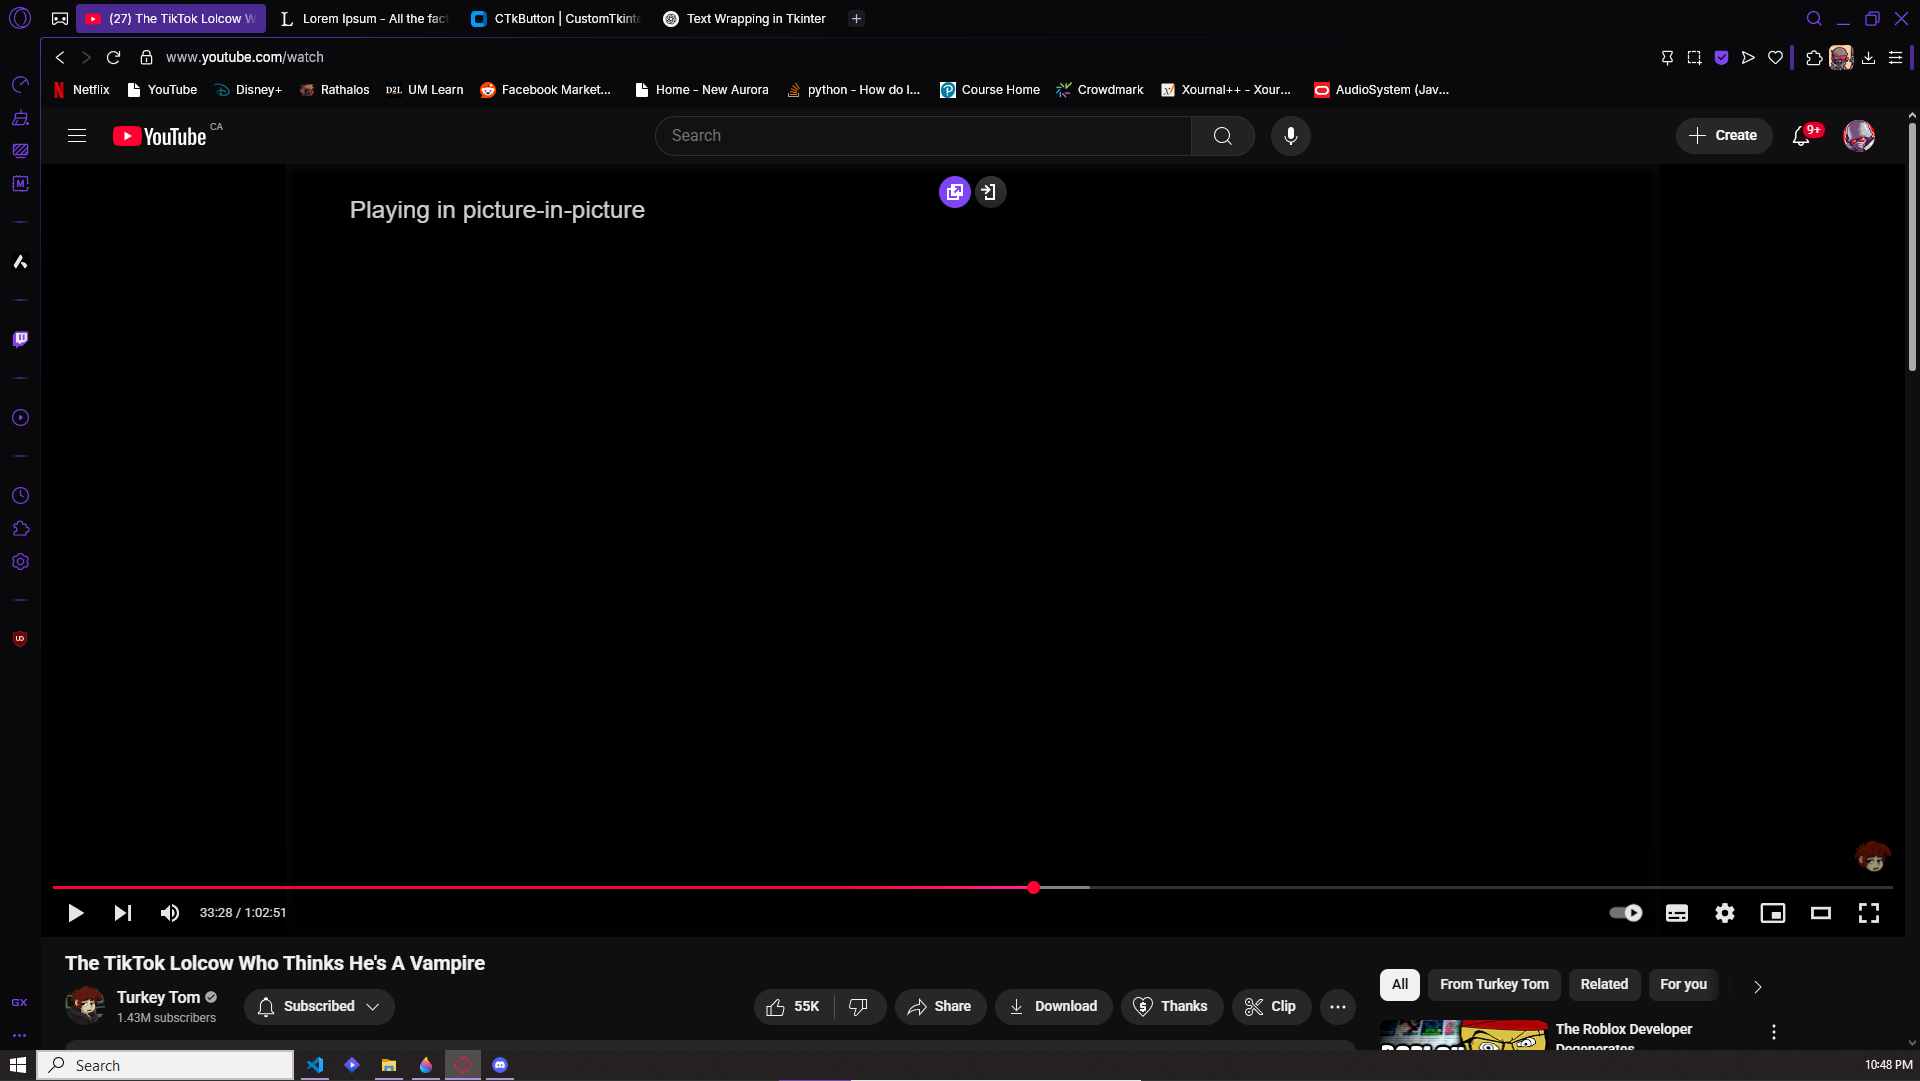 (27) The TikTok Lolcow W
Lorem Ipsum - All the fact
CTkButton | CustomTkinte
Text Wrapping in Tkinter
www.youtube.com/watch
Netflix
YouTube
Disney+
Rathalos
D2L UM Learn
Facebook Market...
Home - New Aurora
python - How do I...
Course Home
Crowdmark
Xournal++ - Xour...
AudioSystem (Jav...
YouTube CA
Search
Create
9+
Playing in picture-in-picture
33:28 / 1:02:51
The TikTok Lolcow Who Thinks He's A Vampire
Turkey Tom
1.43M subscribers
Subscribed
55K
Share
Download
Thanks
Clip
All
From Turkey Tom
Related
For you
The Roblox Developer
Degenerates
GX
Search
10:48 PM